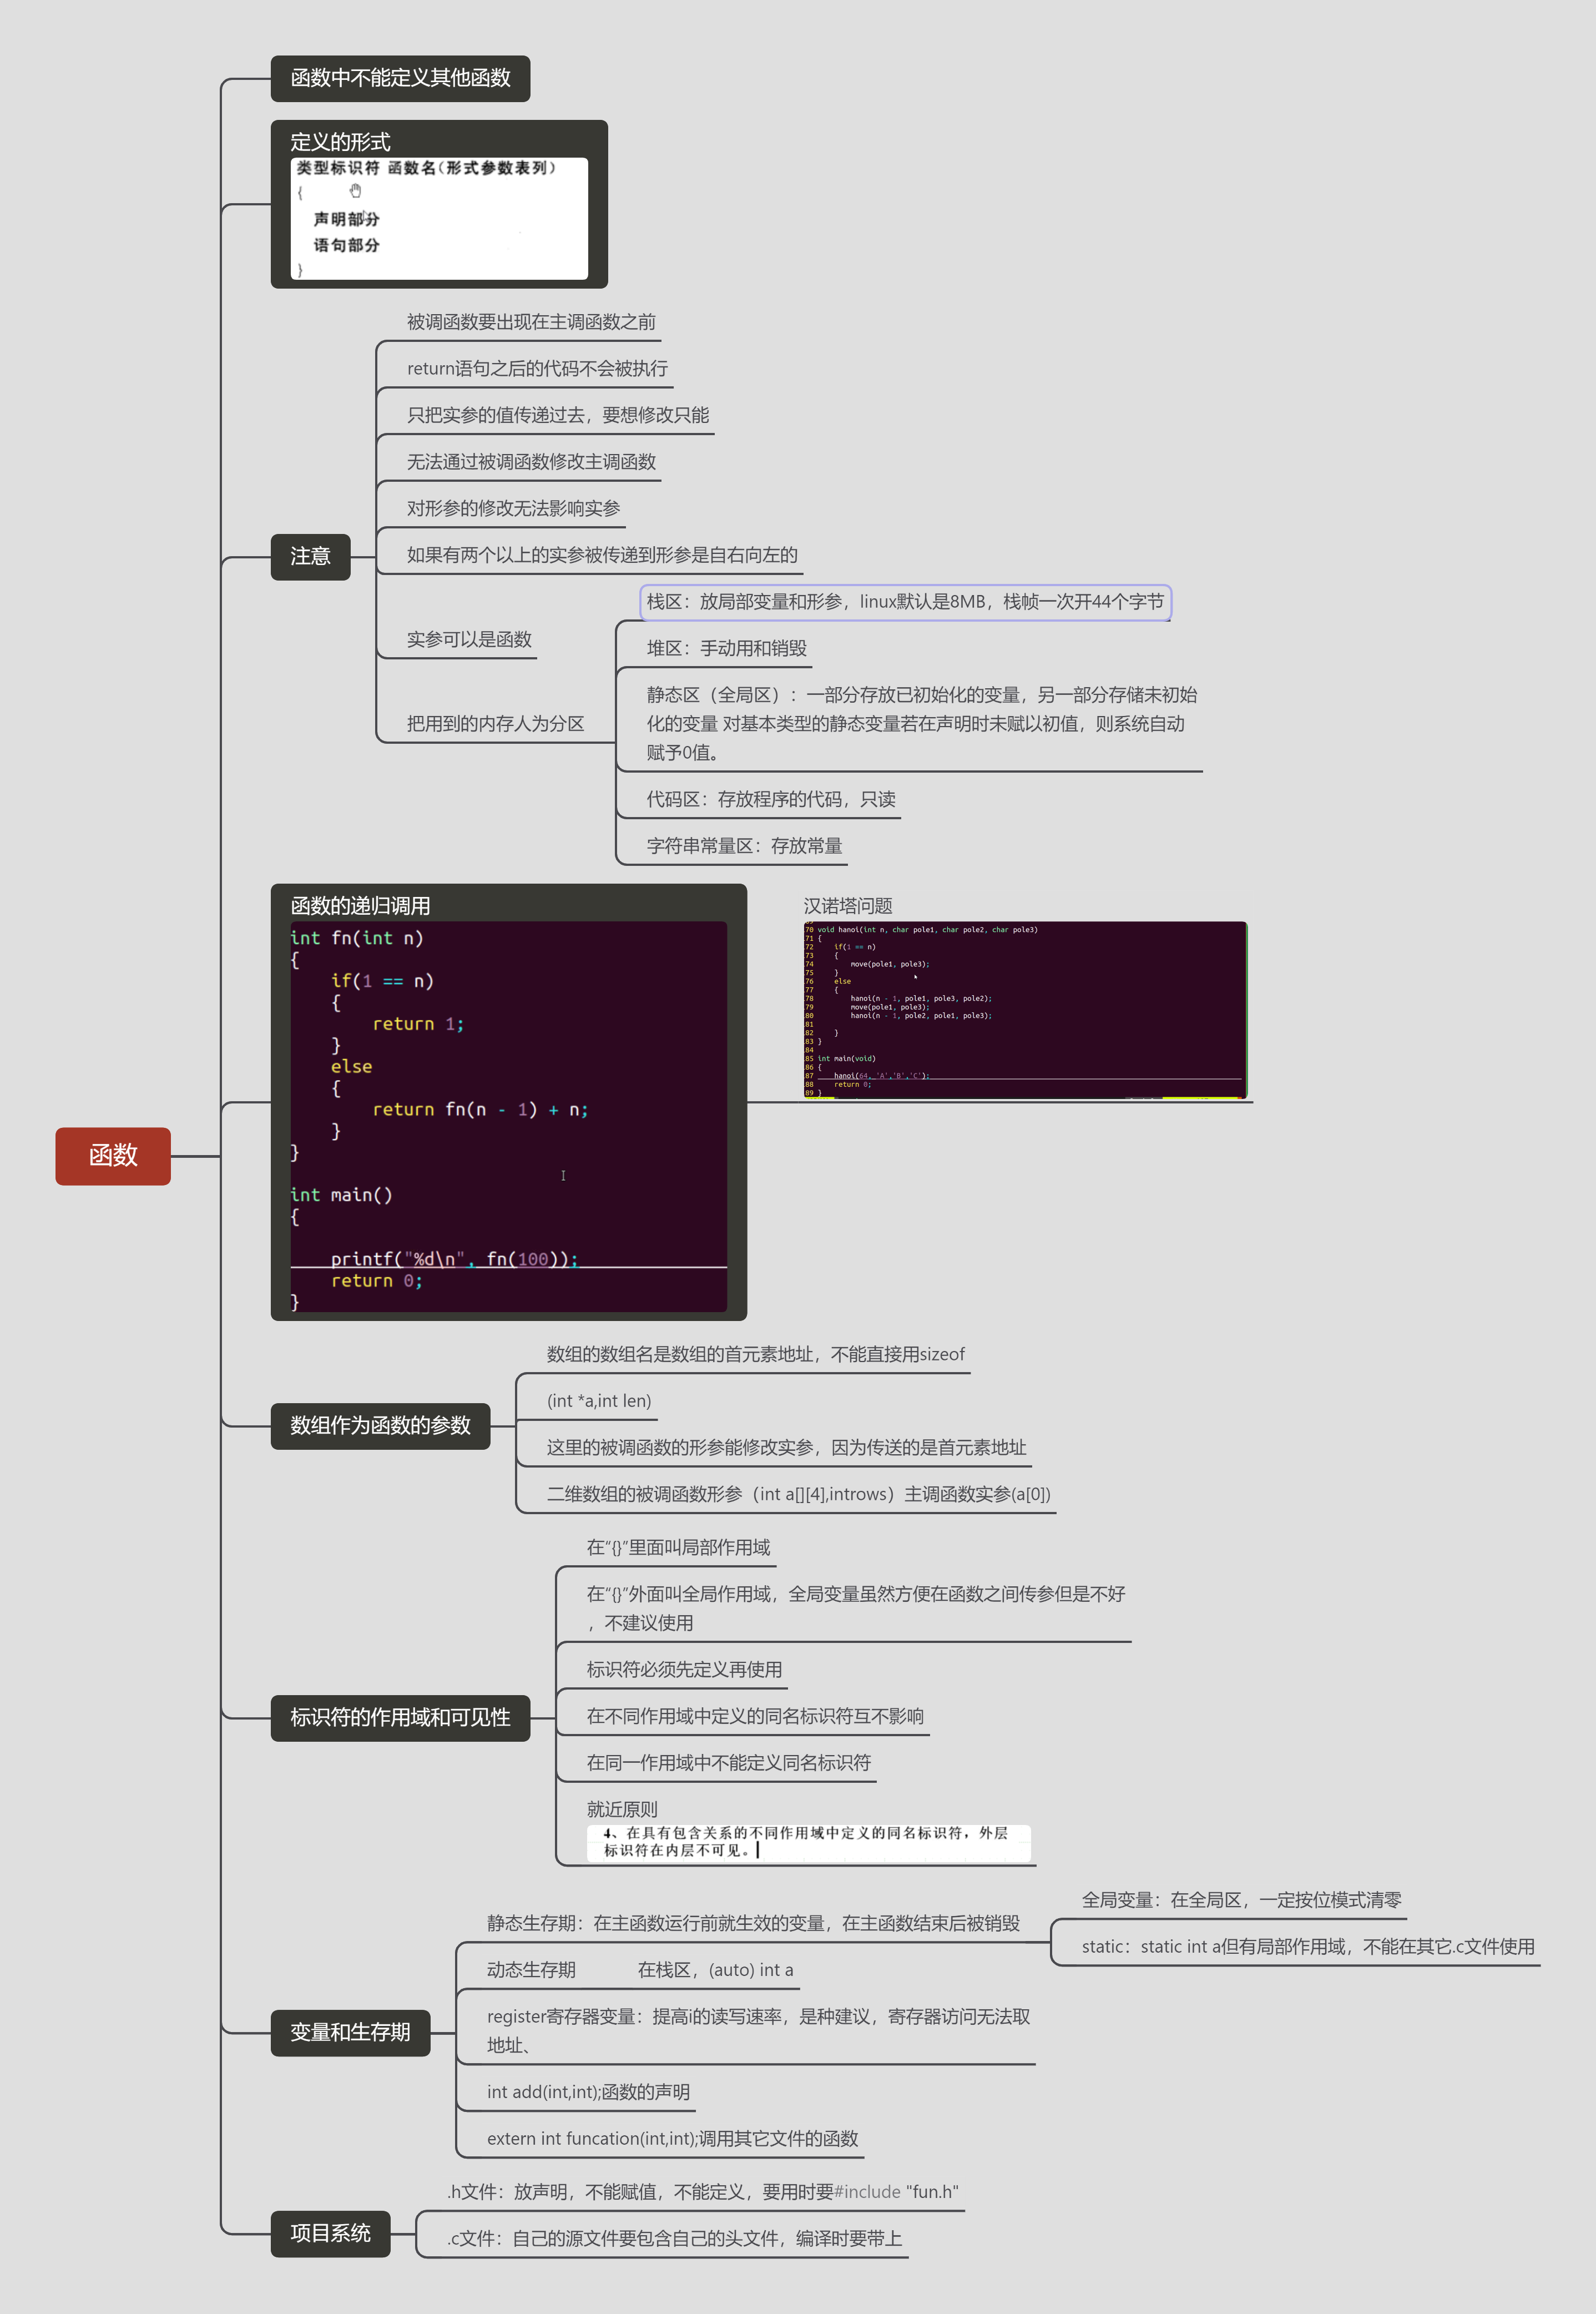 函数
函数中不能定义其他函数
定义的形式
类型标识符 函数名(形式参数表列)
{
声明部分
语句部分
}
注意
被调函数要出现在主调函数之前
return语句之后的代码不会被执行
只把实参的值传递过去，要想修改只能
无法通过被调函数修改主调函数
对形参的修改无法影响实参
如果有两个以上的实参被传递到形参是自右向左的
实参可以是函数
把用到的内存人为分区
栈区：放局部变量和形参，linux默认是8MB，栈帧一次开44个字节
堆区：手动用和销毁
静态区（全局区）：一部分存放已初始化的变量，另一部分存储未初始
化的变量 对基本类型的静态变量若在声明时未赋以初值，则系统自动
赋予0值。
代码区：存放程序的代码，只读
字符串常量区：存放常量
函数的递归调用
int fn(int n)
{
if(1 == n)
{
return 1;
}
else
{
return fn(n - 1) + n;
}
}
int main()
{
printf("%d\n", fn(100));
return 0;
}
汉诺塔问题
70 void hanoi(int n, char pole1, char pole2, char pole3)
71 {
72 if(1 == n)
73 {
74 move(pole1, pole3);
75 }
76 else
77 {
78 hanoi(n - 1, pole1, pole3, pole2);
79 move(pole1, pole3);
80 hanoi(n - 1, pole2, pole1, pole3);
81
82 }
83 }
84
85 int main(void)
86 {
87 hanoi(64, 'A','B','C');
88 return 0;
89 }
数组作为函数的参数
数组的数组名是数组的首元素地址，不能直接用sizeof
(int *a,int len)
这里的被调函数的形参能修改实参，因为传送的是首元素地址
二维数组的被调函数形参（int a[][4],introws）主调函数实参(a[0])
标识符的作用域和可见性
在“{}”里面叫局部作用域
在“{}”外面叫全局作用域，全局变量虽然方便在函数之间传参但是不好
，不建议使用
标识符必须先定义再使用
在不同作用域中定义的同名标识符互不影响
在同一作用域中不能定义同名标识符
就近原则
4、在具有包含关系的不同作用域中定义的同名标识符，外层
标识符在内层不可见。
变量和生存期
静态生存期：在主函数运行前就生效的变量，在主函数结束后被销毁
全局变量：在全局区，一定按位模式清零
static：static int a但有局部作用域，不能在其它.c文件使用
动态生存期 在栈区，(auto) int a
register寄存器变量：提高i的读写速率，是种建议，寄存器访问无法取
地址、
int add(int,int);函数的声明
extern int funcation(int,int);调用其它文件的函数
项目系统
.h文件：放声明，不能赋值，不能定义，要用时要#include "fun.h"
.c文件：自己的源文件要包含自己的头文件，编译时要带上